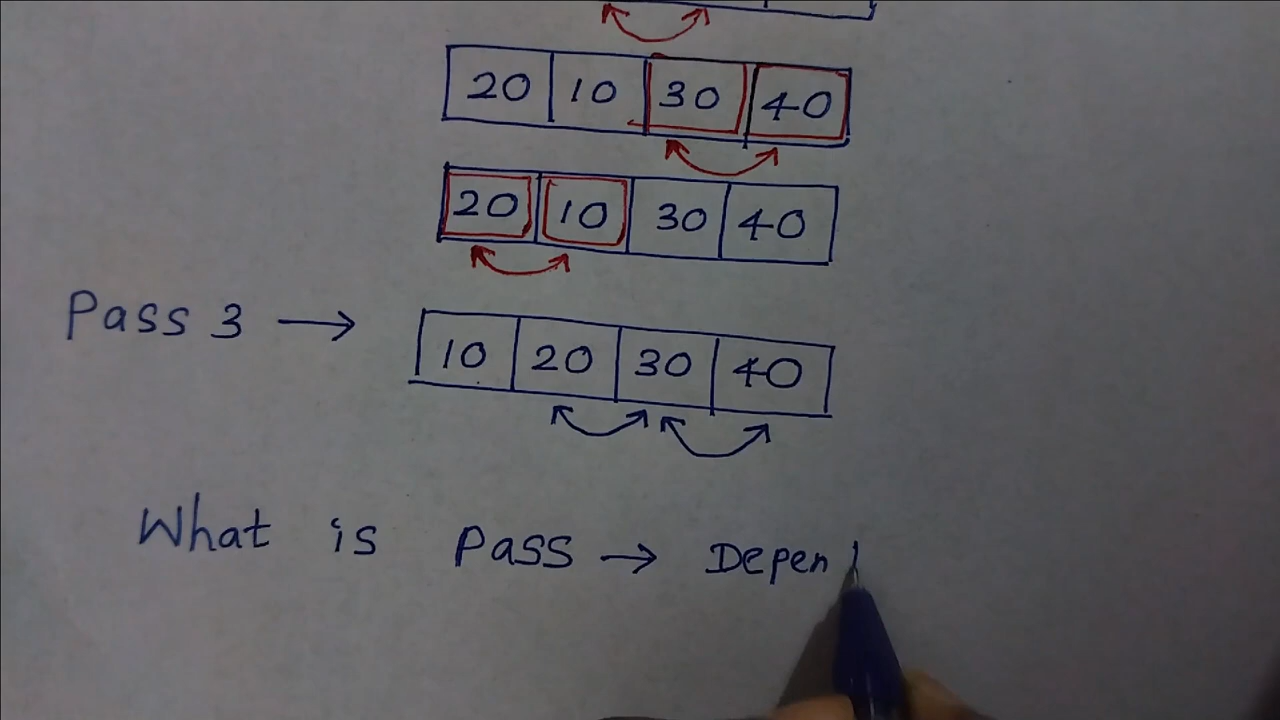 20 10 30 40
20 10 30 40
Pass 3 → 10 20 30 40
What is Pass → Depen